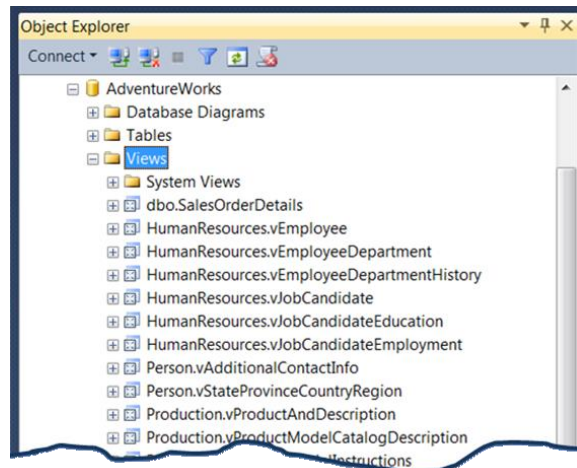 Object Explorer
Connect
AdventureWorks
Database Diagrams
Tables
Views
System Views
dbo.SalesOrderDetails
HumanResources.vEmployee
HumanResources.vEmployeeDepartment
HumanResources.vEmployeeDepartmentHistory
HumanResources.vJobCandidate
HumanResources.vJobCandidateEducation
HumanResources.vJobCandidateEmployment
Person.vAdditionalContactInfo
Person.vStateProvinceCountryRegion
Production.vProductAndDescription
Production.vProductModelCatalogDescription